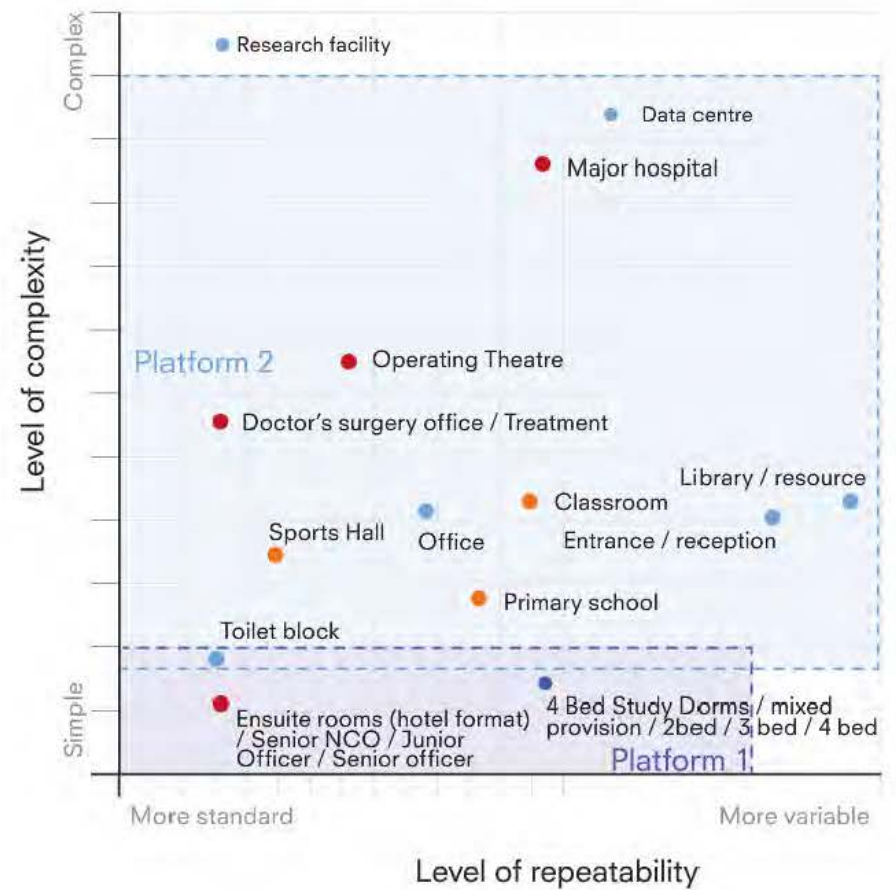 Complex
Research facility
Data centre
Major hospital
Level of complexity
Platform 2
Operating Theatre
Doctor's surgery office / Treatment
Library / resource
Classroom
Sports Hall
Office
Entrance / reception
Primary school
Toilet block
Simple
Ensuite rooms (hotel format)
/ Senior NCO / Junior
Officer / Senior officer
4 Bed Study Dorms / mixed
provision / 2bed / 3 bed / 4 bed
Platform 1
More standard
More variable
Level of repeatability